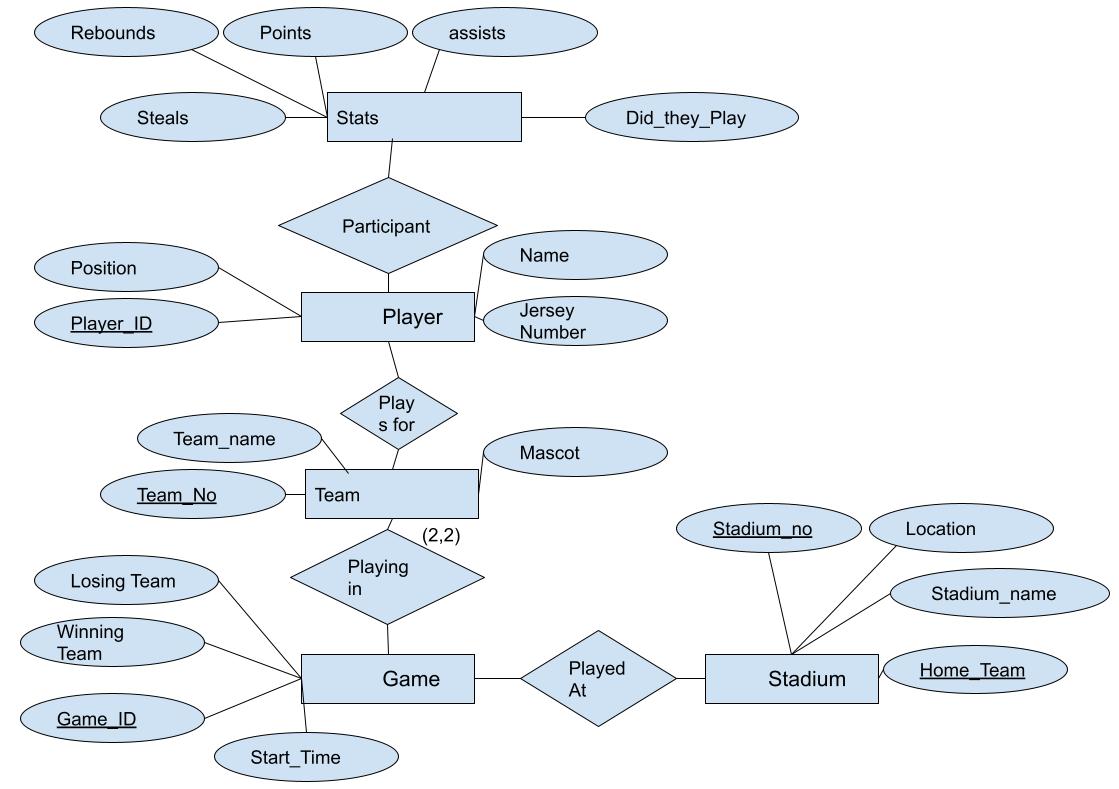 Rebounds
Points
assists
Steals
Stats
Did_they_Play
Participant
Position
Name
Player_ID
Player
Jersey
Number
Play
s for
Team_name
Mascot
Team_No
Team
(2,2)
Stadium_no
Location
Playing
in
Losing Team
Stadium_name
Winning
Team
Played
At
Game
Stadium
Home_Team
Game_ID
Start_Time